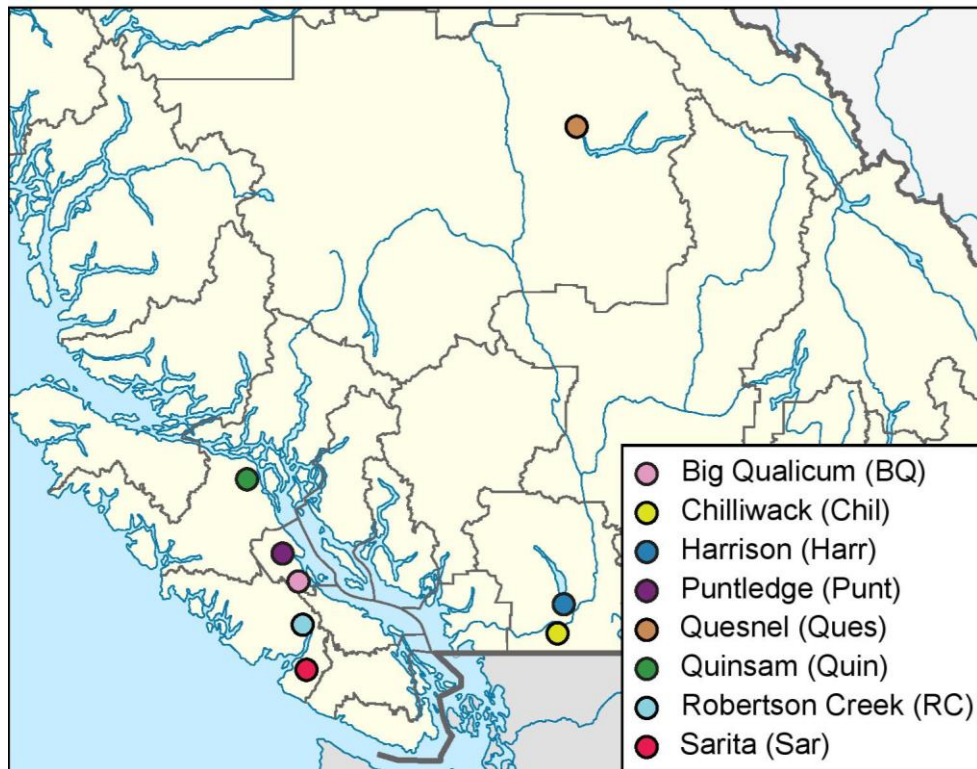 Big Qualicum (BQ)
Chilliwack (Chil)
Harrison (Harr)
Puntledge (Punt)
Quesnel (Ques)
Quinsam (Quin)
Robertson Creek (RC)
Sarita (Sar)